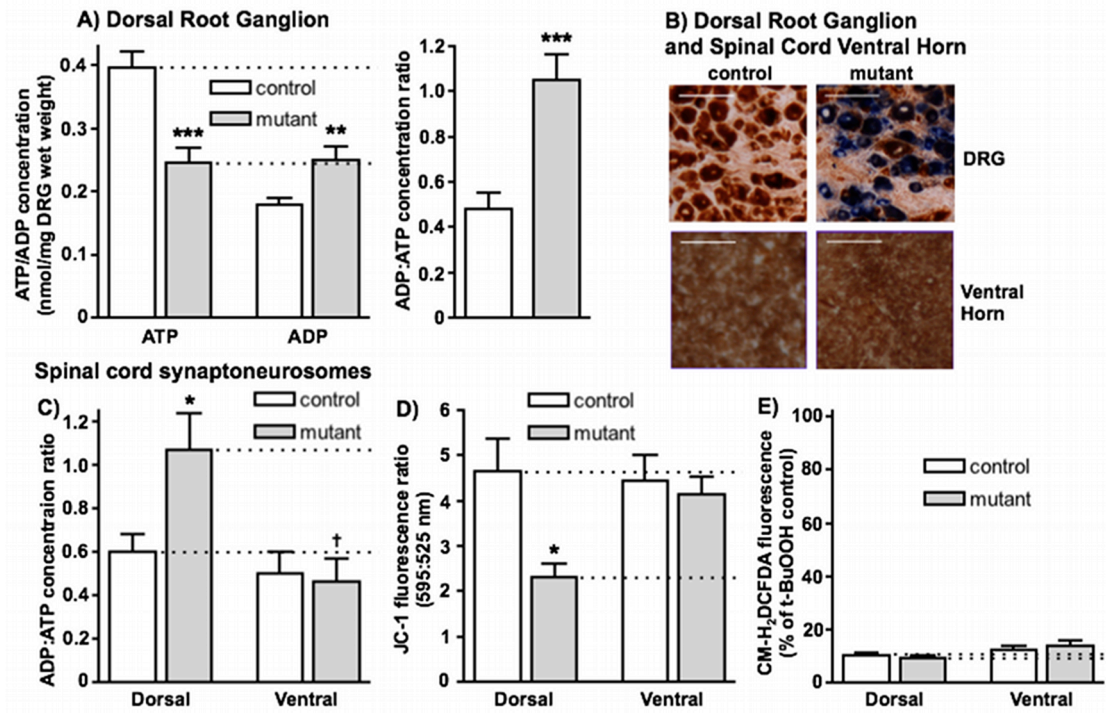 A) Dorsal Root Ganglion
ATP/ADP concentration
(nmol/mg DRG wet weight)
0.4
0.3
0.2
0.1
0
control
mutant
***
**
ATP
ADP
ADP:ATP concentration ratio
1.2
1.0
0.8
0.6
0.4
0.2
0
***
B) Dorsal Root Ganglion
and Spinal Cord Ventral Horn
control
mutant
DRG
Ventral
Horn
Spinal cord synaptoneurosomes
C)
ADP:ATP concentraion ratio
1.2
1.0
0.8
0.6
0.4
0.2
0
control
mutant
*
†
Dorsal
Ventral
D)
JC-1 fluorescence ratio
(595:525 nm)
6
5
4
3
2
1
0
control
mutant
*
Dorsal
Ventral
E)
CM-H₂DCFDA fluorescence
(% of t-BuOOH control)
100
80
60
40
20
0
control
mutant
Dorsal
Ventral